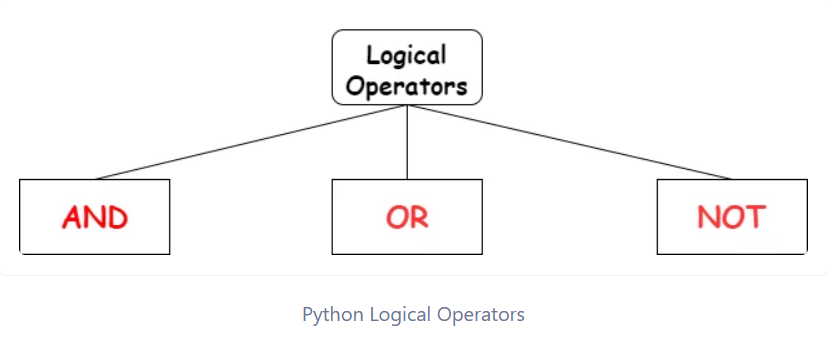 Logical
Operators
AND
OR
NOT
Python Logical Operators